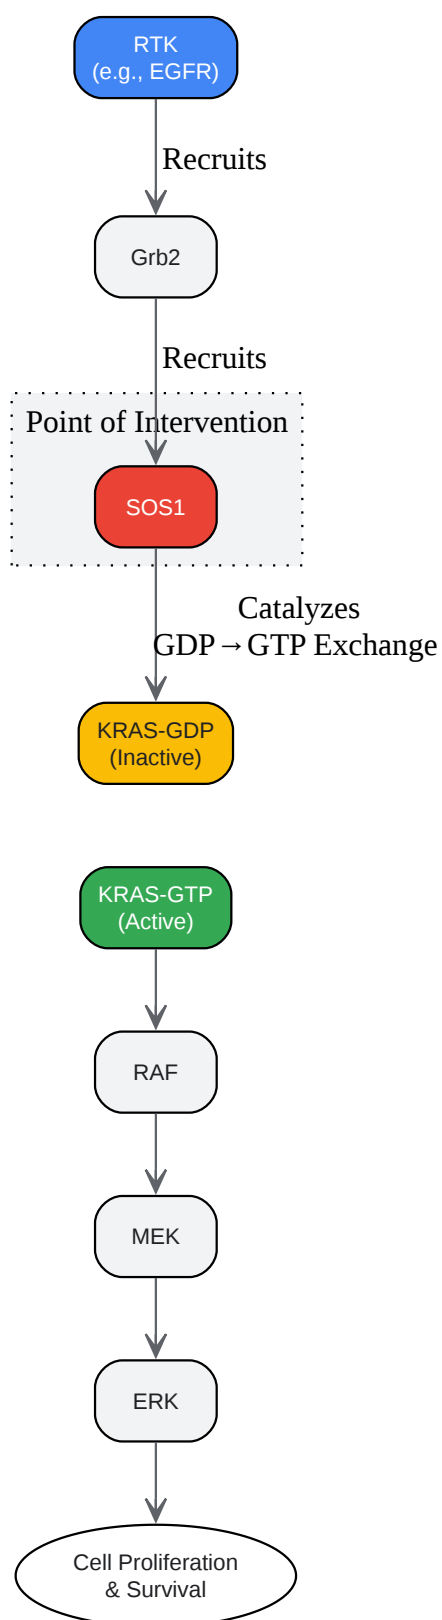 RTK
(e.g., EGFR)
Recruits
Grb2
Recruits
Point of Intervention
SOS1
Catalyzes
GDP→GTP Exchange
KRAS-GDP
(Inactive)
KRAS-GTP
(Active)
RAF
MEK
ERK
Cell Proliferation
& Survival